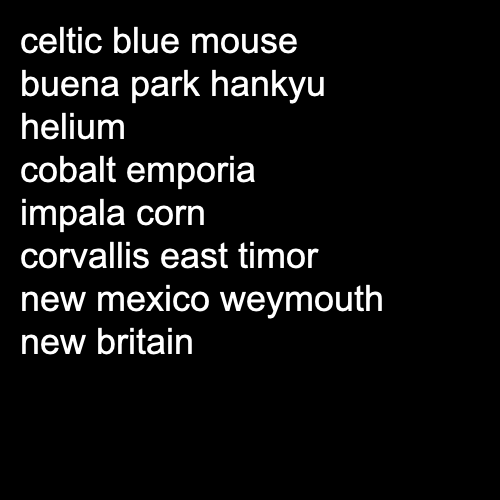 celtic blue mouse
buena park hankyu
helium
cobalt emporia
impala corn
corvallis east timor
new mexico weymouth
new britain